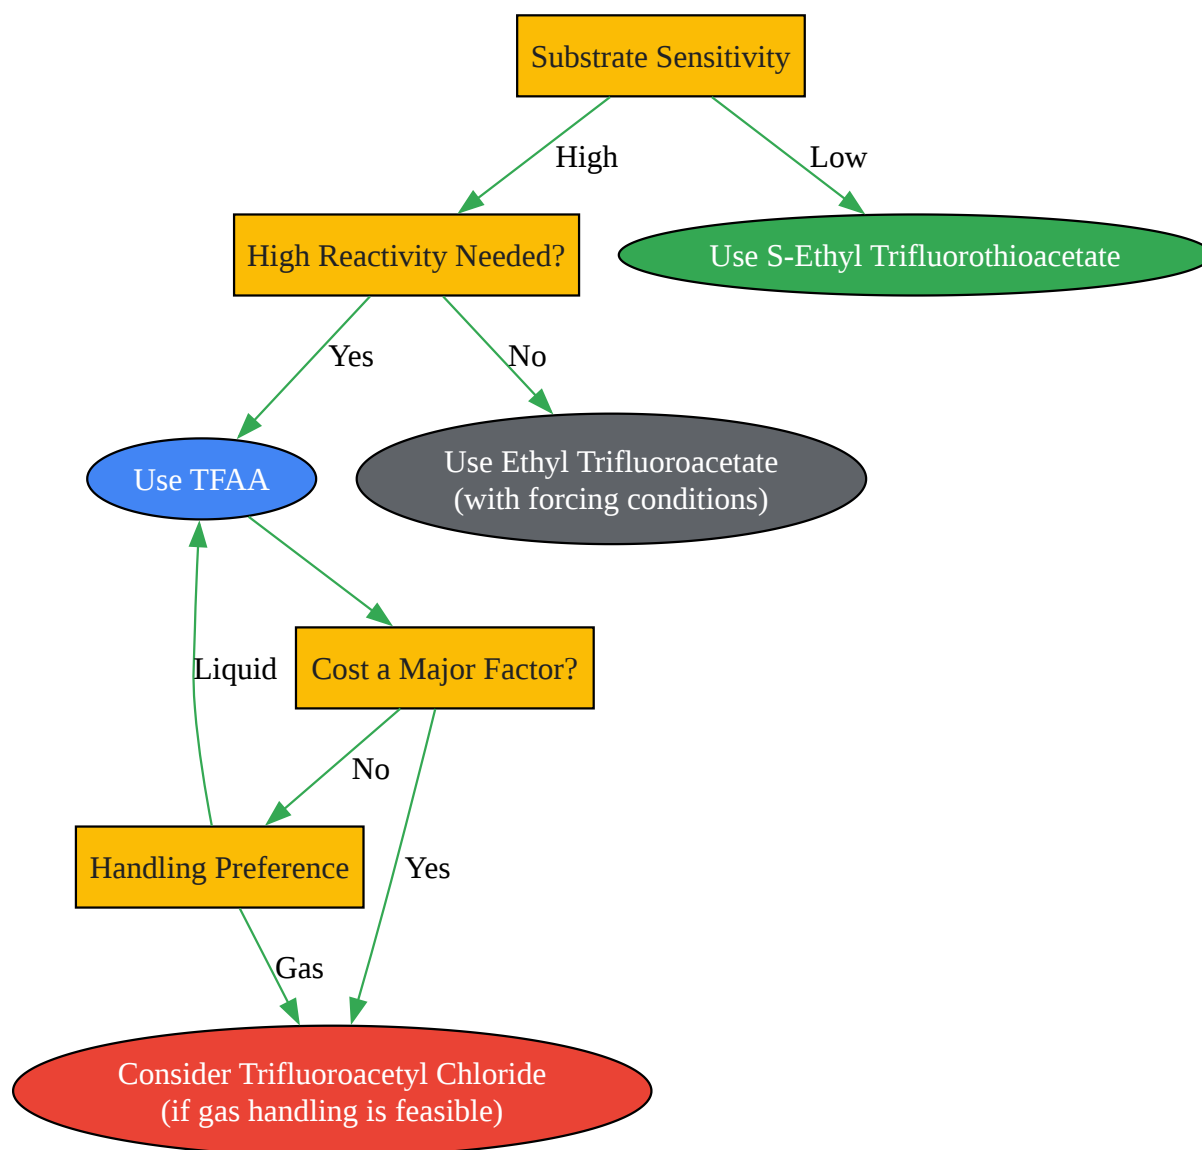 Substrate Sensitivity
High
Low
High Reactivity Needed?
Use S-Ethyl Trifluorothioacetate
Yes
No
Use TFAA
Use Ethyl Trifluoroacetate
(with forcing conditions)
Liquid
Cost a Major Factor?
No
Handling Preference
Yes
Gas
Consider Trifluoroacetyl Chloride
(if gas handling is feasible)